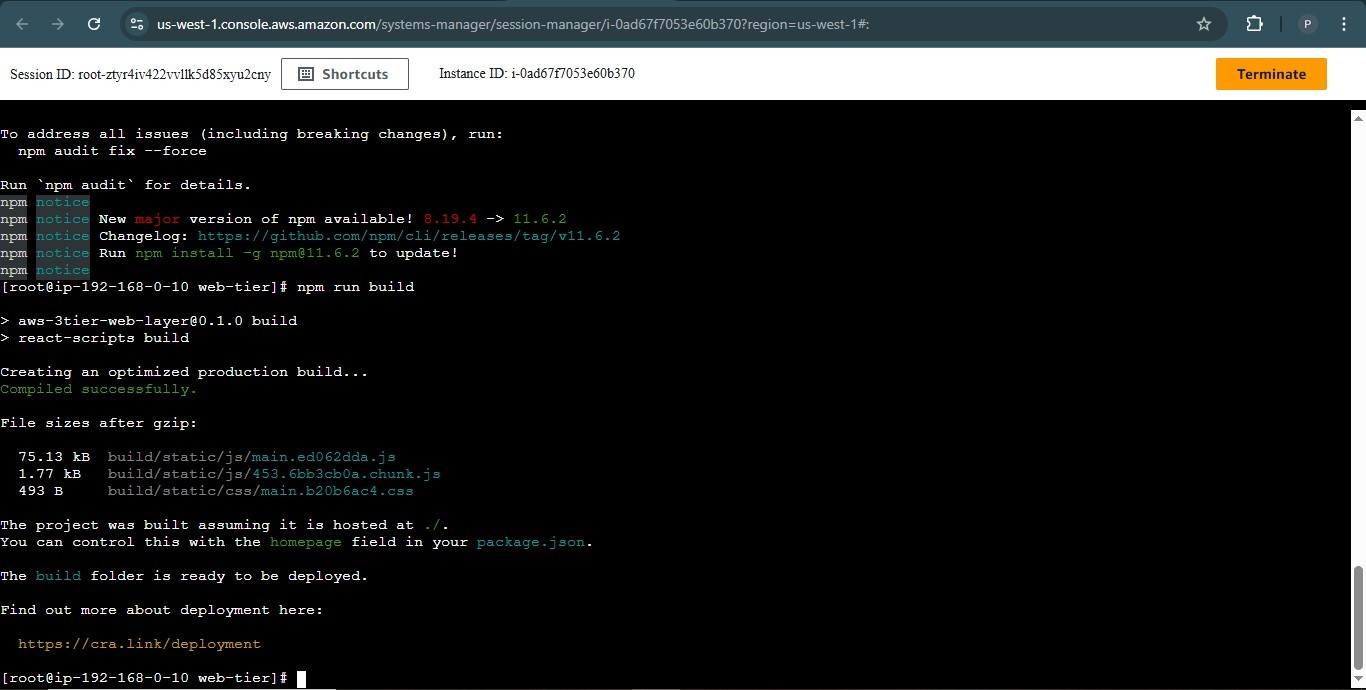 us-west-1.console.aws.amazon.com/systems-manager/session-manager/i-0ad67f7053e60b370?region=us-west-1#:
P
Session ID: root-ztyr4iv422vvllk5d85xyu2cny
Shortcuts
Instance ID: i-0ad67f7053e60b370
Terminate
To address all issues (including breaking changes), run:
  npm audit fix --force
Run `npm audit` for details.
npm notice
npm notice New major version of npm available! 8.19.4 -> 11.6.2
npm notice Changelog: https://github.com/npm/cli/releases/tag/v11.6.2
npm notice Run npm install -g npm@11.6.2 to update!
npm notice
[root@ip-192-168-0-10 web-tier]# npm run build
> aws-3tier-web-layer@0.1.0 build
> react-scripts build
Creating an optimized production build...
Compiled successfully.
File sizes after gzip:
  75.13 kB  build/static/js/main.ed062dda.js
  1.77 kB   build/static/js/453.6bb3cb0a.chunk.js
  493 B     build/static/css/main.b20b6ac4.css
The project was built assuming it is hosted at ./.
You can control this with the homepage field in your package.json.
The build folder is ready to be deployed.
Find out more about deployment here:
  https://cra.link/deployment
[root@ip-192-168-0-10 web-tier]#